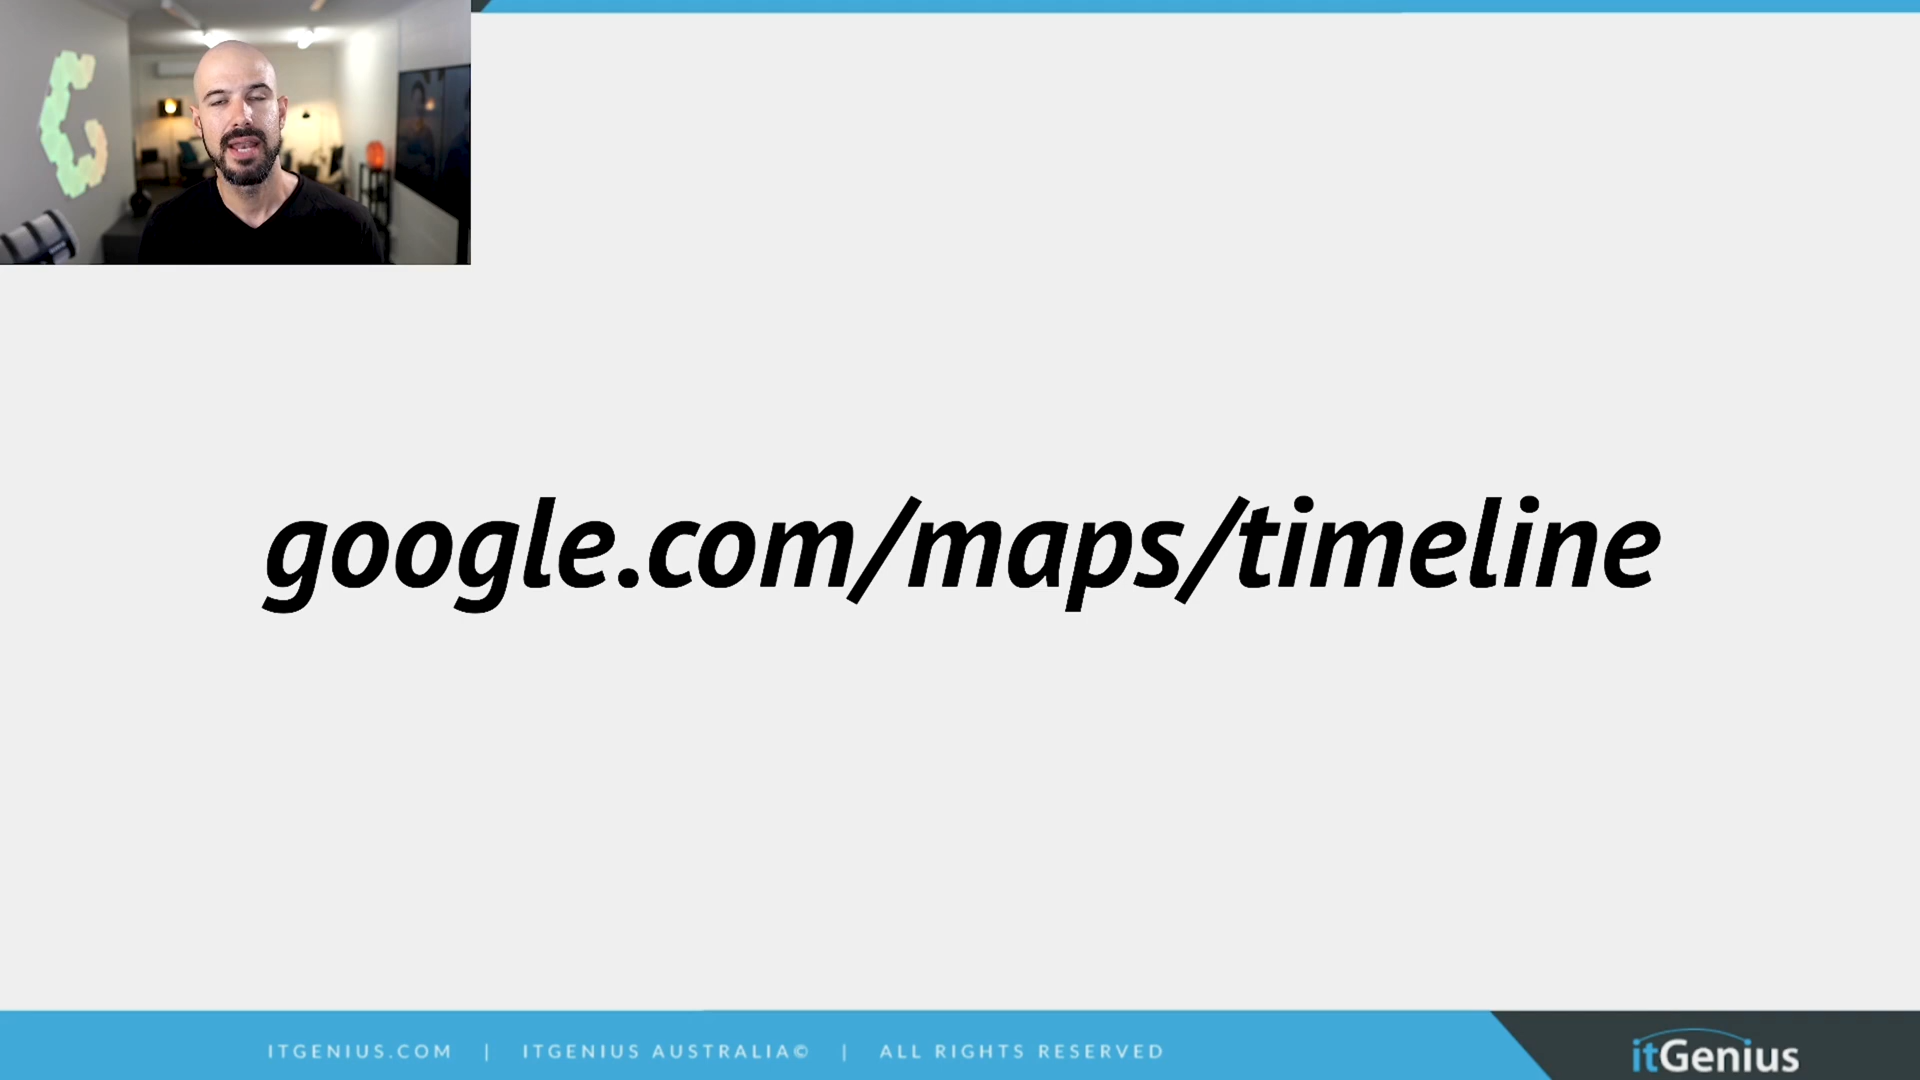 google.com/maps/timeline
ITGENIUS.COM | ITGENIUS AUSTRALIA© | ALL RIGHTS RESERVED
itGenius